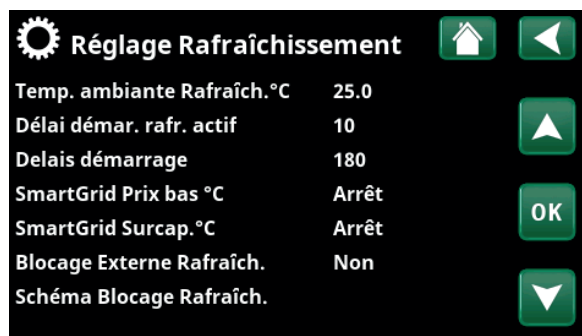 Réglage Rafraîchissement
Temp. ambiante Rafraîch.°C 25.0
Délai démar. rafr. actif 10
Delais démarrage 180
SmartGrid Prix bas °C Arrêt
SmartGrid Surcap.°C Arrêt
OK
Blocage Externe Rafraîch. Non
Schéma Blocage Rafraîch.